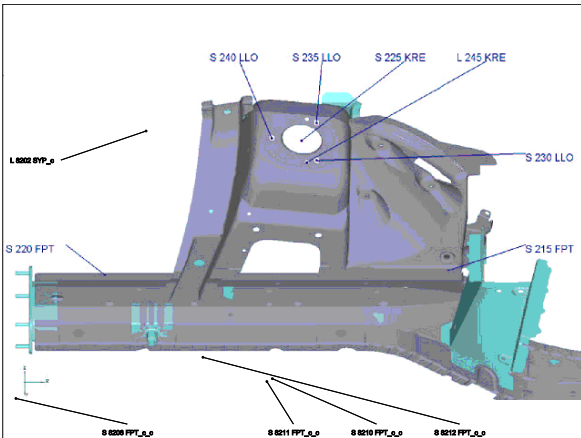 S 240 LLO S 235 LLO S 225 KRE L 245 KRE
L 8202 SYP_c
S 230 LLO
S 220 FPT S 215 FPT
S 8208 FPT_c_c S 8211 FPT_c_c S 8210 FPT_c_c S 8212 FPT_c_c